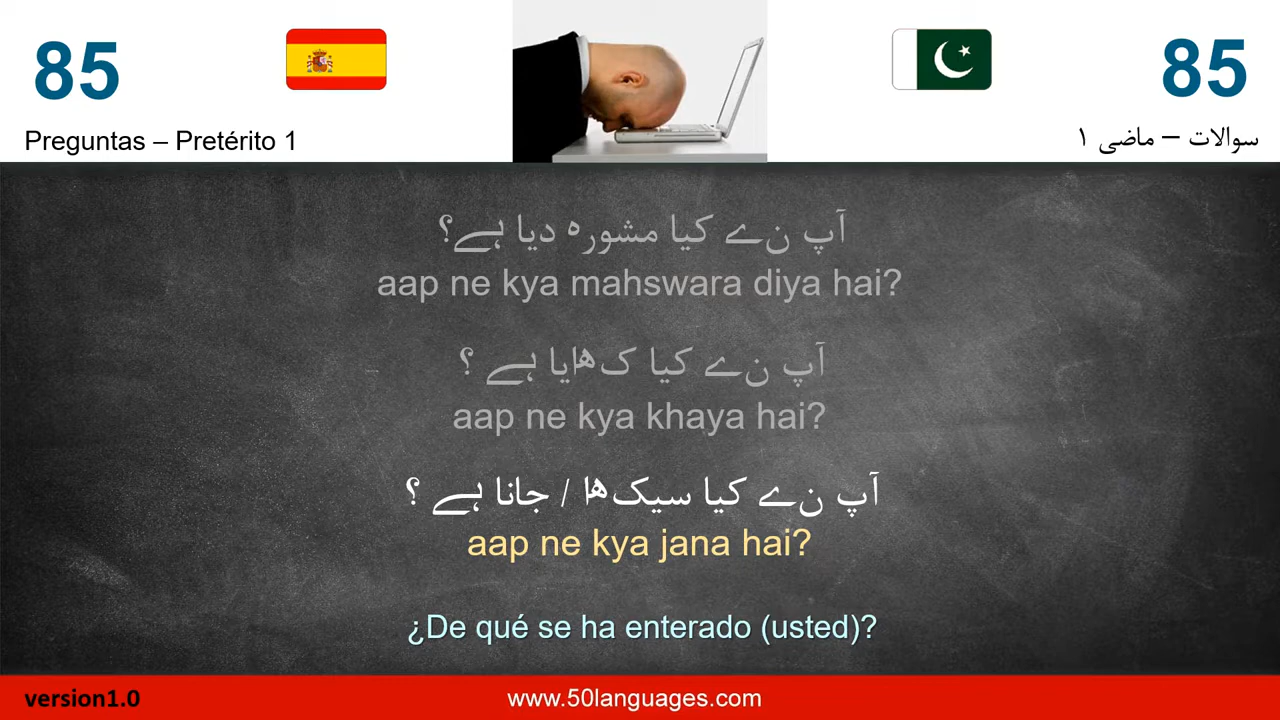 85
85
Preguntas – Pretérito 1
سوالات – ماضی ۱
آپ نے کیا مشورہ دیا ہے؟
aap ne kya mahswara diya hai?
آپ نے کیا کھایا ہے ؟
aap ne kya khaya hai?
آپ نے کیا سیکھا / جانا ہے ؟
aap ne kya jana hai?
¿De qué se ha enterado (usted)?
version1.0
www.50languages.com